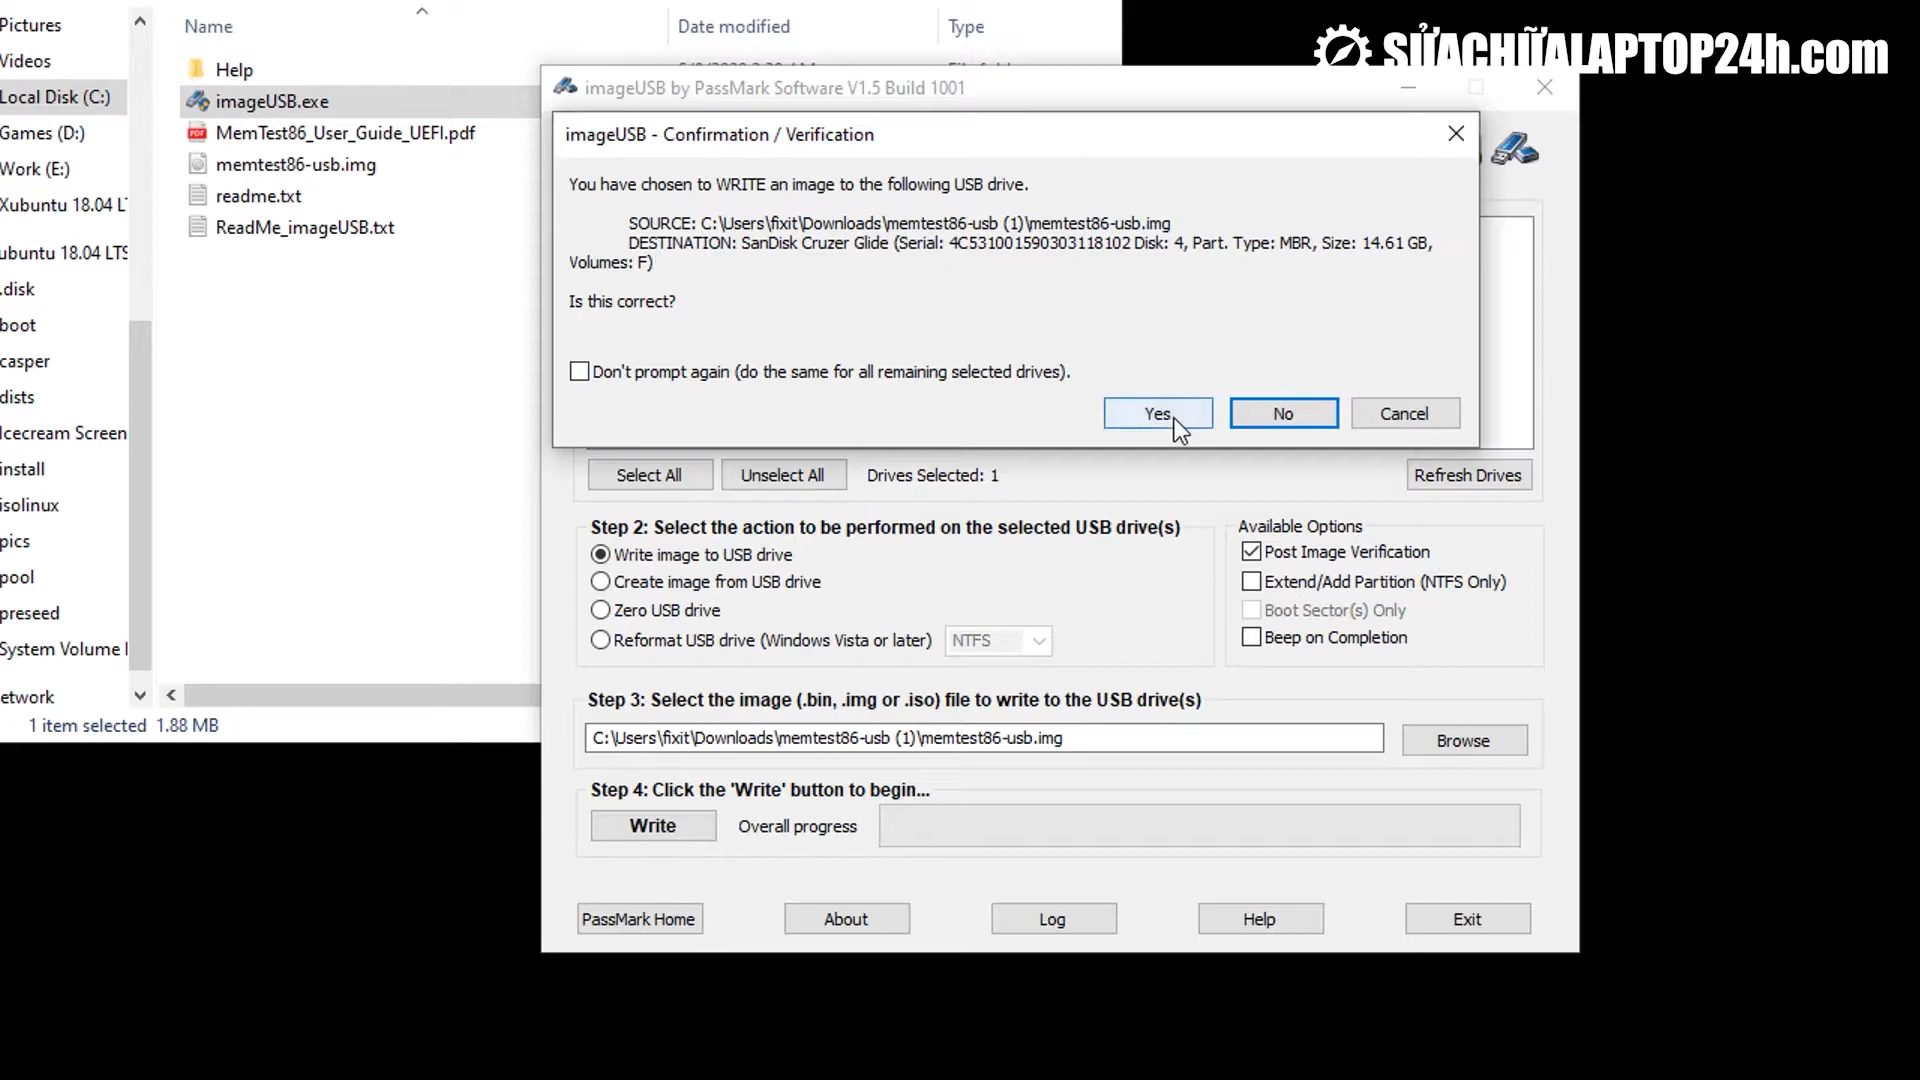 SỬACHỮALAPTOP24h.com
Pictures
Videos
Local Disk (C:)
Games (D:)
Work (E:)
Xubuntu 18.04 LT
ubuntu 18.04 LTS
.disk
boot
casper
dists
Icecream Screen
install
isolinux
pics
pool
preseed
System Volume I
etwork
1 item selected 1.88 MB
Name Date modified Type
Help
imageUSB.exe
MemTest86_User_Guide_UEFI.pdf
memtest86-usb.img
readme.txt
ReadMe_imageUSB.txt
imageUSB by PassMark Software V1.5 Build 1001
imageUSB - Confirmation / Verification
You have chosen to WRITE an image to the following USB drive.
SOURCE: C:\Users\fixit\Downloads\memtest86-usb (1)\memtest86-usb.img
DESTINATION: SanDisk Cruzer Glide (Serial: 4C531001590303118102 Disk: 4, Part. Type: MBR, Size: 14.61 GB,
Volumes: F)
Is this correct?
Don't prompt again (do the same for all remaining selected drives).
Yes No Cancel
Select All Unselect All Drives Selected: 1 Refresh Drives
Step 2: Select the action to be performed on the selected USB drive(s)
Write image to USB drive
Create image from USB drive
Zero USB drive
Reformat USB drive (Windows Vista or later) NTFS
Available Options
Post Image Verification
Extend/Add Partition (NTFS Only)
Boot Sector(s) Only
Beep on Completion
Step 3: Select the image (.bin, .img or .iso) file to write to the USB drive(s)
C:\Users\fixit\Downloads\memtest86-usb (1)\memtest86-usb.img Browse
Step 4: Click the 'Write' button to begin...
Write Overall progress
PassMark Home About Log Help Exit